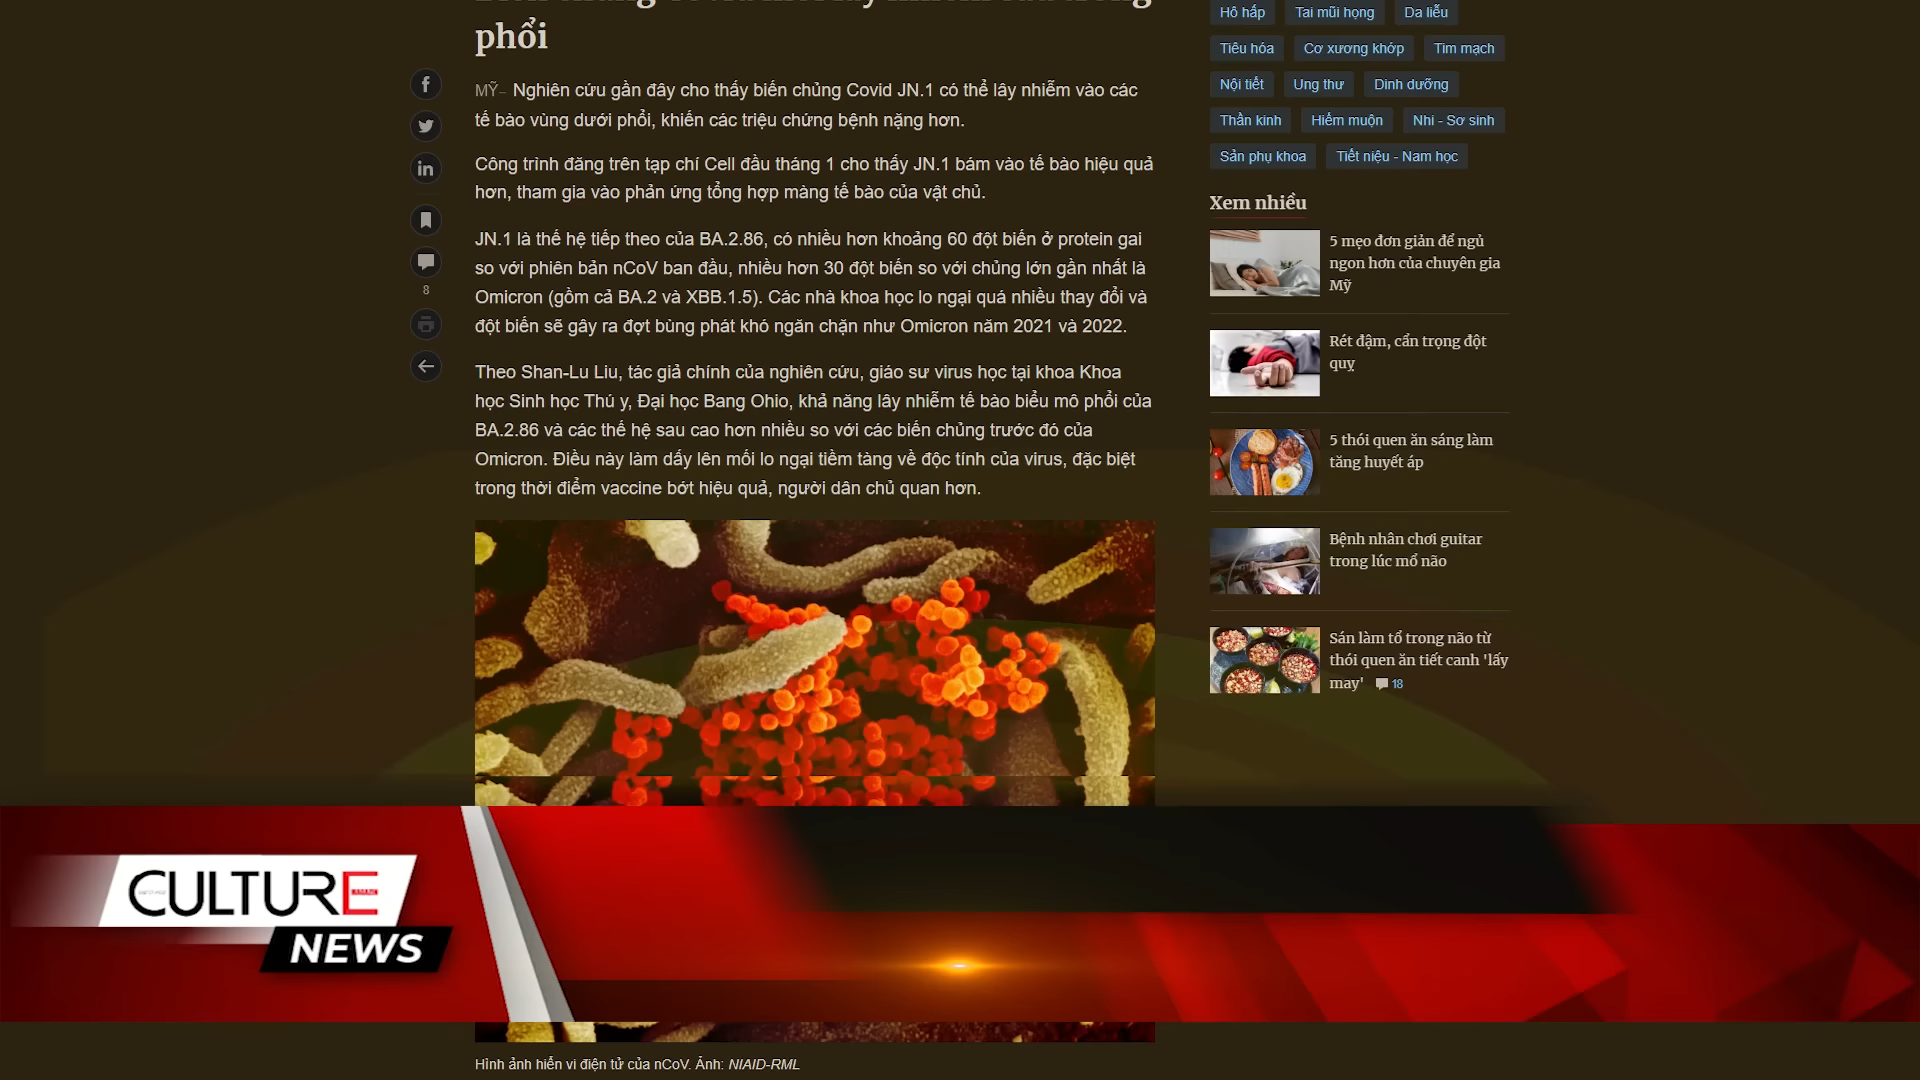 phổi
MỸ– Nghiên cứu gần đây cho thấy biến chủng Covid JN.1 có thể lây nhiễm vào các
tế bào vùng dưới phổi, khiến các triệu chứng bệnh nặng hơn.
Công trình đăng trên tạp chí Cell đầu tháng 1 cho thấy JN.1 bám vào tế bào hiệu quả
hơn, tham gia vào phản ứng tổng hợp màng tế bào của vật chủ.
JN.1 là thế hệ tiếp theo của BA.2.86, có nhiều hơn khoảng 60 đột biến ở protein gai
so với phiên bản nCoV ban đầu, nhiều hơn 30 đột biến so với chủng lớn gần nhất là
Omicron (gồm cả BA.2 và XBB.1.5). Các nhà khoa học lo ngại quá nhiều thay đổi và
đột biến sẽ gây ra đợt bùng phát khó ngăn chặn như Omicron năm 2021 và 2022.
Theo Shan-Lu Liu, tác giả chính của nghiên cứu, giáo sư virus học tại khoa Khoa
học Sinh học Thú y, Đại học Bang Ohio, khả năng lây nhiễm tế bào biểu mô phổi của
BA.2.86 và các thế hệ sau cao hơn nhiều so với các biến chủng trước đó của
Omicron. Điều này làm dấy lên mối lo ngại tiềm tàng về độc tính của virus, đặc biệt
trong thời điểm vaccine bớt hiệu quả, người dân chủ quan hơn.
8
Hô hấp Tai mũi họng Da liễu
Tiêu hóa Cơ xương khớp Tim mạch
Nội tiết Ung thư Dinh dưỡng
Thần kinh Hiếm muộn Nhi - Sơ sinh
Sản phụ khoa Tiết niệu - Nam học
Xem nhiều
5 mẹo đơn giản để ngủ
ngon hơn của chuyên gia
Mỹ
Rét đậm, cẩn trọng đột
quỵ
5 thói quen ăn sáng làm
tăng huyết áp
Bệnh nhân chơi guitar
trong lúc mổ não
Sán làm tổ trong não từ
thói quen ăn tiết canh 'lấy
may' 18
CULTURE
NEWS
Hình ảnh hiển vi điện tử của nCoV. Ảnh: NIAID-RML